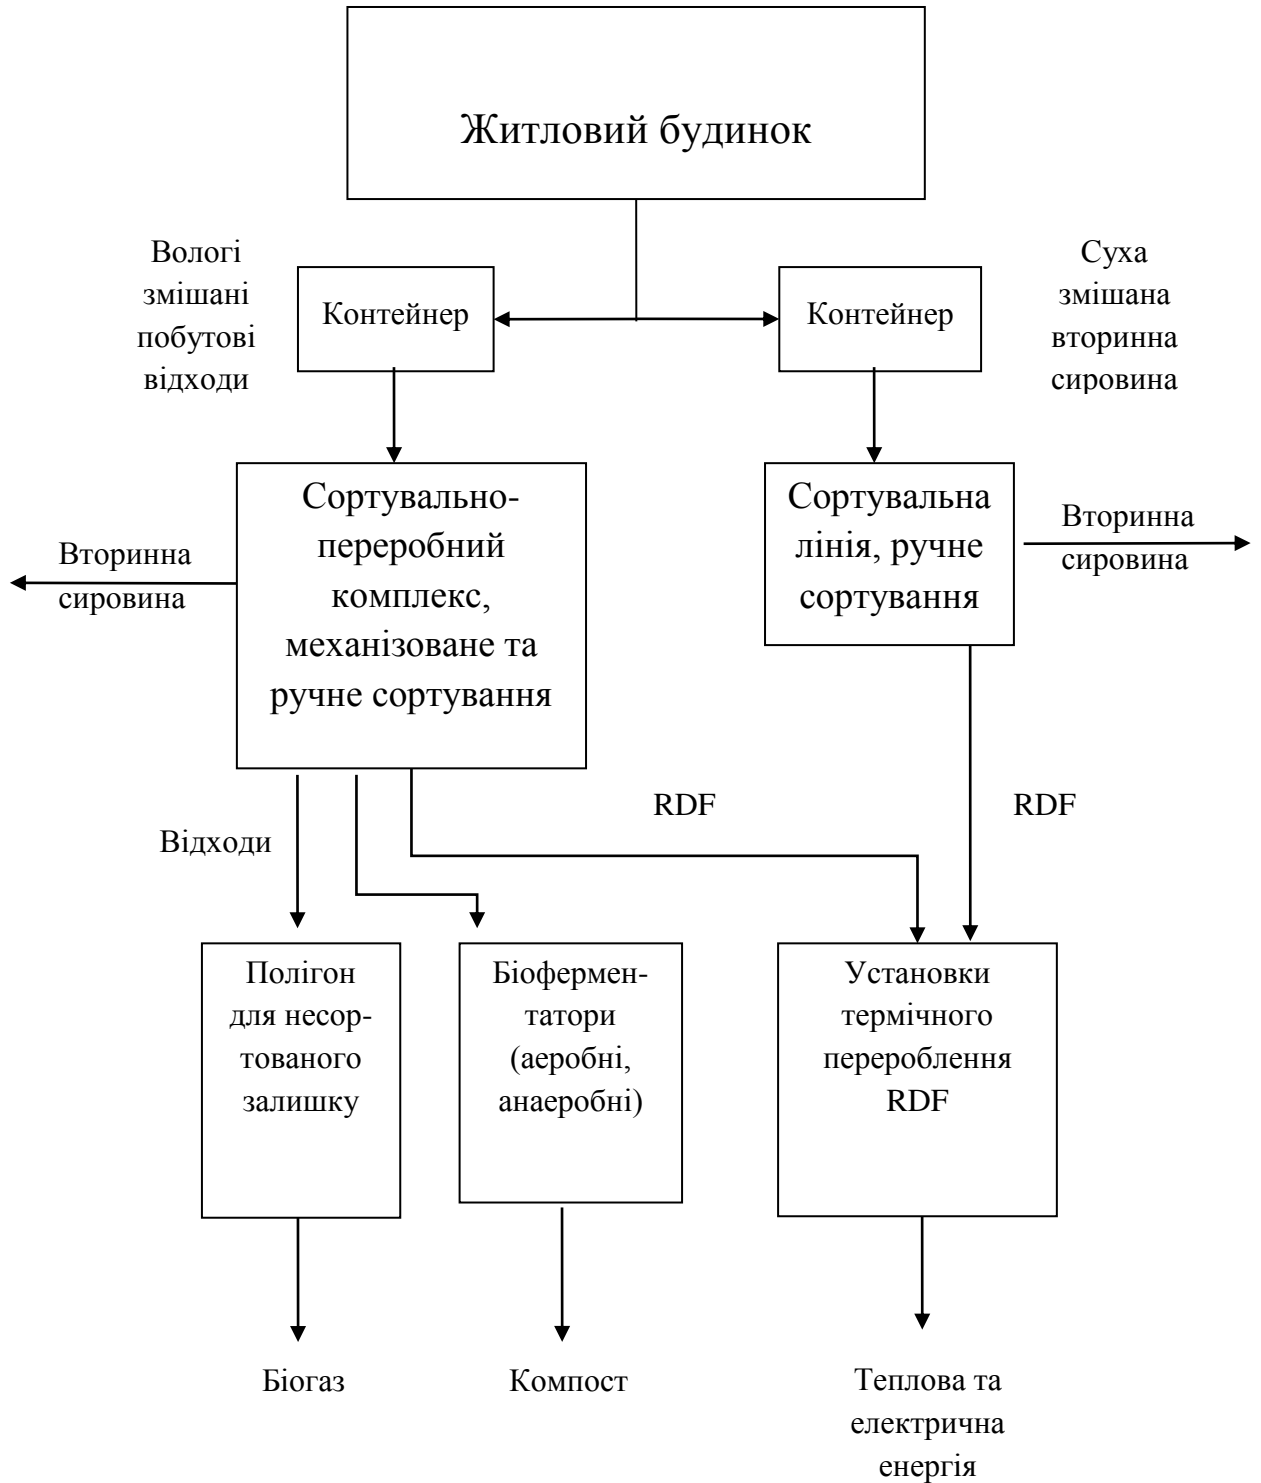 Житловий будинок
Вологі
змішані
побутові
відходи
Контейнер
Контейнер
Суха
змішана
вторинна
сировина
Вторинна
сировина
Сортувально-
переробний
комплекс,
механізоване та
ручне сортування
Сортувальна
лінія, ручне
сортування
Вторинна
сировина
Відходи
RDF
RDF
Полігон
для несор-
тованого
залишку
Біофермен-
татори
(аеробні,
анаеробні)
Установки
термічного
перероблення
RDF
Біогаз
Компост
Теплова та
електрична
енергія